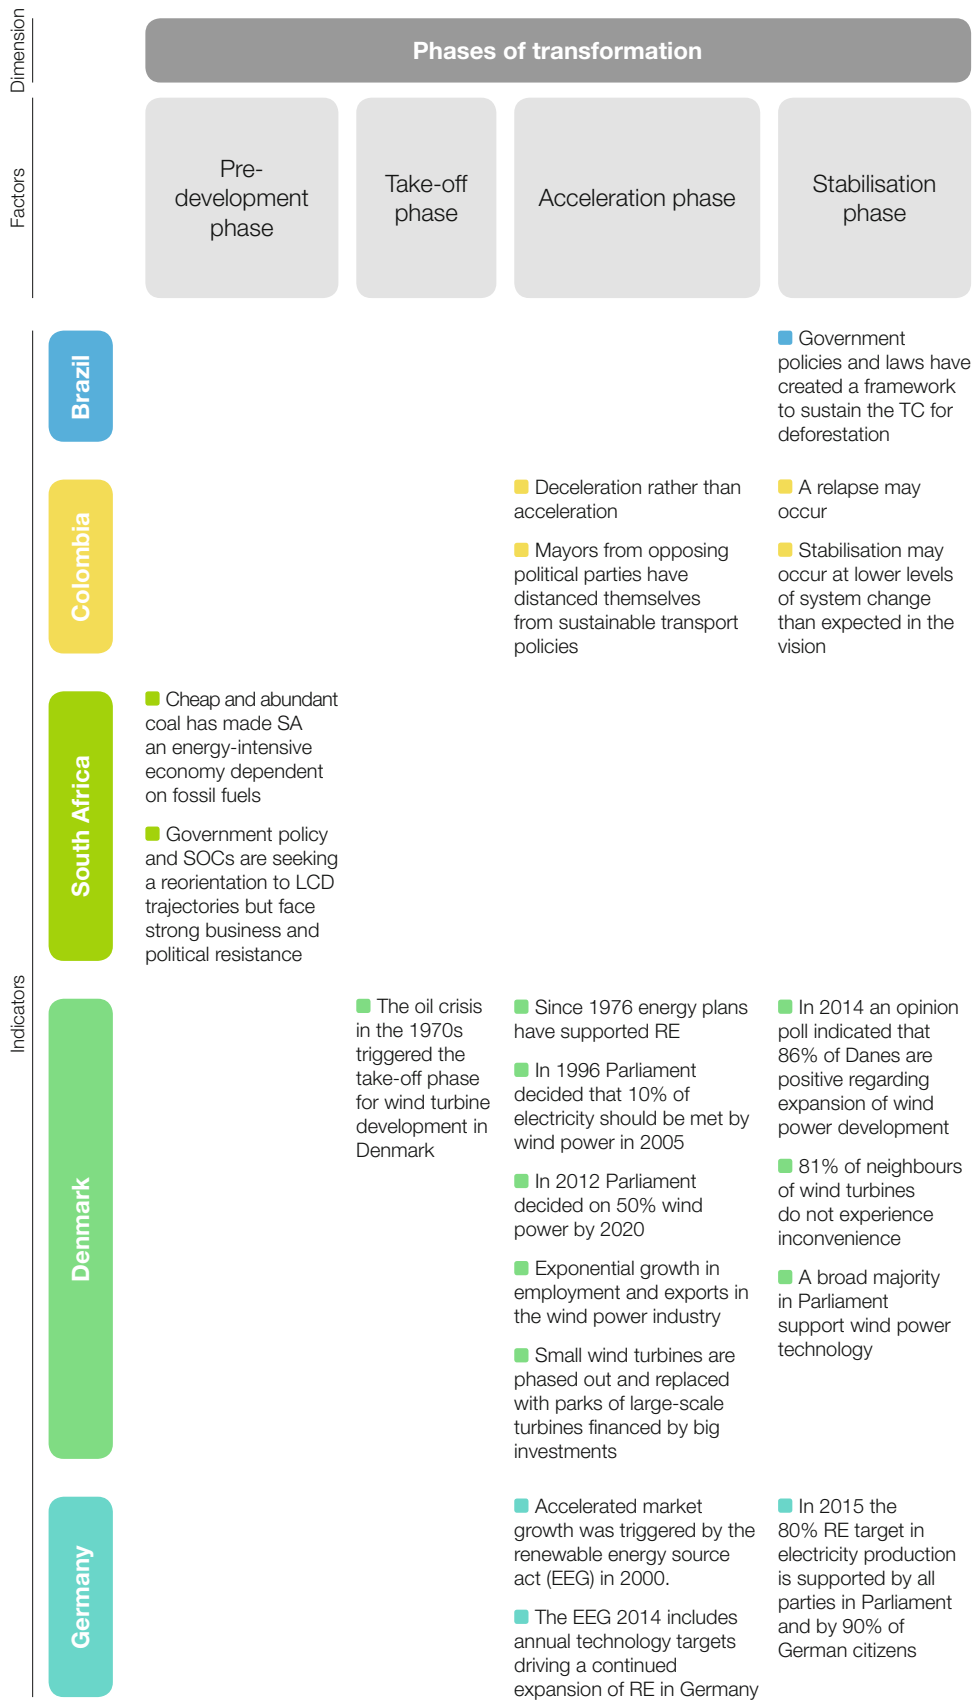 Dimension
Phases of transformation
Factors
Pre-
development
phase
Take-off
phase
Acceleration phase
Stabilisation
phase
Indicators
Brazil
Government
policies and laws have
created a framework
to sustain the TC for
deforestation
Colombia
Deceleration rather than
acceleration
Mayors from opposing
political parties have
distanced themselves
from sustainable transport
policies
A relapse may
occur
Stabilisation may
occur at lower levels
of system change
than expected in the
vision
South Africa
Cheap and abundant
coal has made SA
an energy-intensive
economy dependent
on fossil fuels
Government policy
and SOCs are seeking
a reorientation to LCD
trajectories but face
strong business and
political resistance
Denmark
The oil crisis
in the 1970s
triggered the
take-off phase
for wind turbine
development in
Denmark
Since 1976 energy plans
have supported RE
In 1996 Parliament
decided that 10% of
electricity should be met by
wind power in 2005
In 2012 Parliament
decided on 50% wind
power by 2020
Exponential growth in
employment and exports in
the wind power industry
Small wind turbines are
phased out and replaced
with parks of large-scale
turbines financed by big
investments
In 2014 an opinion
poll indicated that
86% of Danes are
positive regarding
expansion of wind
power development
81% of neighbours
of wind turbines
do not experience
inconvenience
A broad majority
in Parliament
support wind power
technology
Germany
Accelerated market
growth was triggered by the
renewable energy source
act (EEG) in 2000.
The EEG 2014 includes
annual technology targets
driving a continued
expansion of RE in Germany
In 2015 the
80% RE target in
electricity production
is supported by all
parties in Parliament
and by 90% of
German citizens